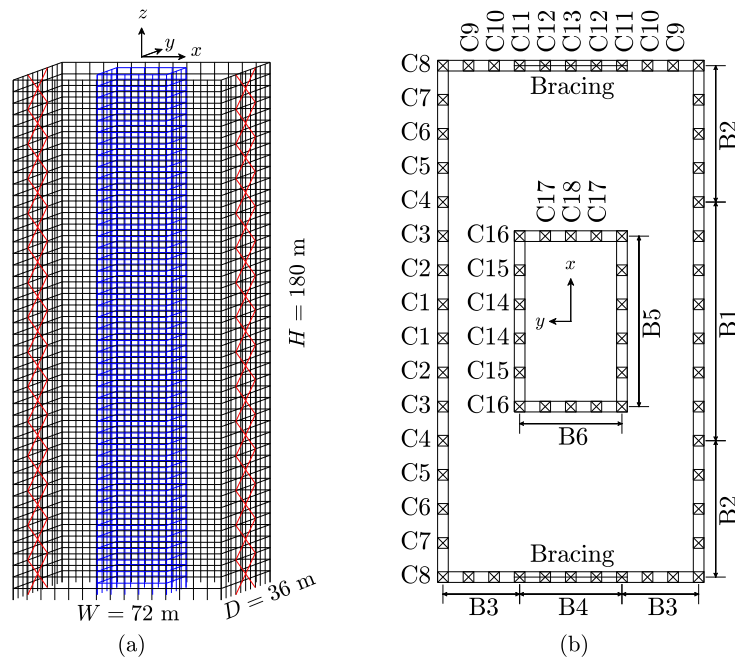 z
y
x
H = 180 m
W = 72 m
D = 36 m
(a)
C9
C10
C11
C12
C13
C12
C11
C10
C9
C8
Bracing
C7
C6
C5
C4
C3
C2
C1
C1
C2
C3
C4
C5
C6
C7
C8
C17
C18
C17
C16
C15
C14
C14
C15
C16
x
y
B5
B6
B2
B1
B2
Bracing
B3
B4
B3
(b)